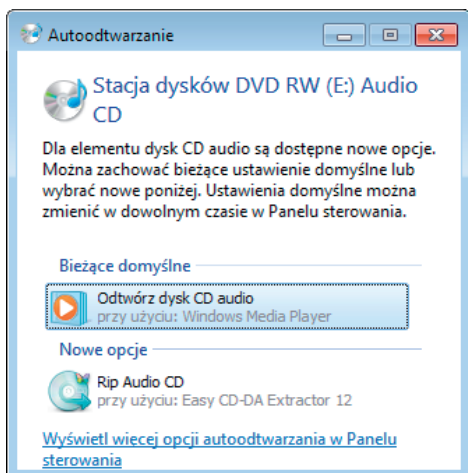 Autoodtwarzanie
Stacja dysków DVD RW (E:) Audio
CD
Dla elementu dysk CD audio są dostępne nowe opcje.
Można zachować bieżące ustawienie domyślne lub
wybrać nowe poniżej. Ustawienia domyślne można
zmienić w dowolnym czasie w Panelu sterowania.
Bieżące domyślne
Odtwórz dysk CD audio
przy użyciu: Windows Media Player
Nowe opcje
Rip Audio CD
przy użyciu: Easy CD-DA Extractor 12
Wyświetl więcej opcji autoodtwarzania w Panelu
sterowania